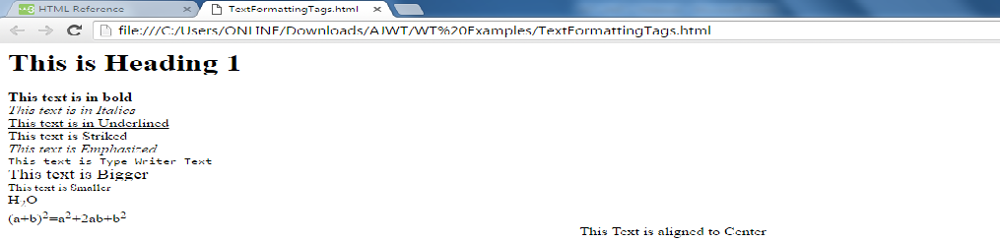 HTML Reference
TextFormattingTags.html
file:///C:/Users/ONLINE/Downloads/AJWT/WT%20Examples/TextFormattingTags.html
This is Heading 1
This text is in bold
This text is in Italics
This text is in Underlined
This text is Striked
This text is Emphasized
This text is Type Writer Text
This text is Bigger
This text is Smaller
H₂O
(a+b)²=a²+2ab+b²
This Text is aligned to Center